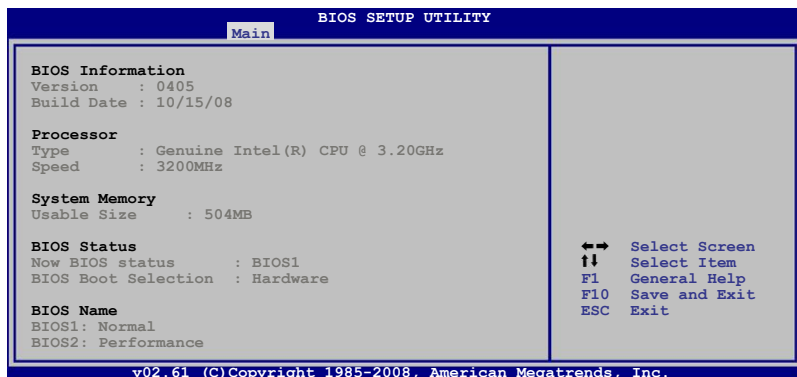 BIOS SETUP UTILITY
Main
BIOS Information
Version : 0405
Build Date : 10/15/08
Processor
Type : Genuine Intel(R) CPU @ 3.20GHz
Speed : 3200MHz
System Memory
Usable Size : 504MB
BIOS Status
Now BIOS status : BIOS1
BIOS Boot Selection : Hardware
BIOS Name
BIOS1: Normal
BIOS2: Performance
←→ Select Screen
↑↓ Select Item
F1 General Help
F10 Save and Exit
ESC Exit
v02.61 (C)Copyright 1985-2008, American Megatrends, Inc.